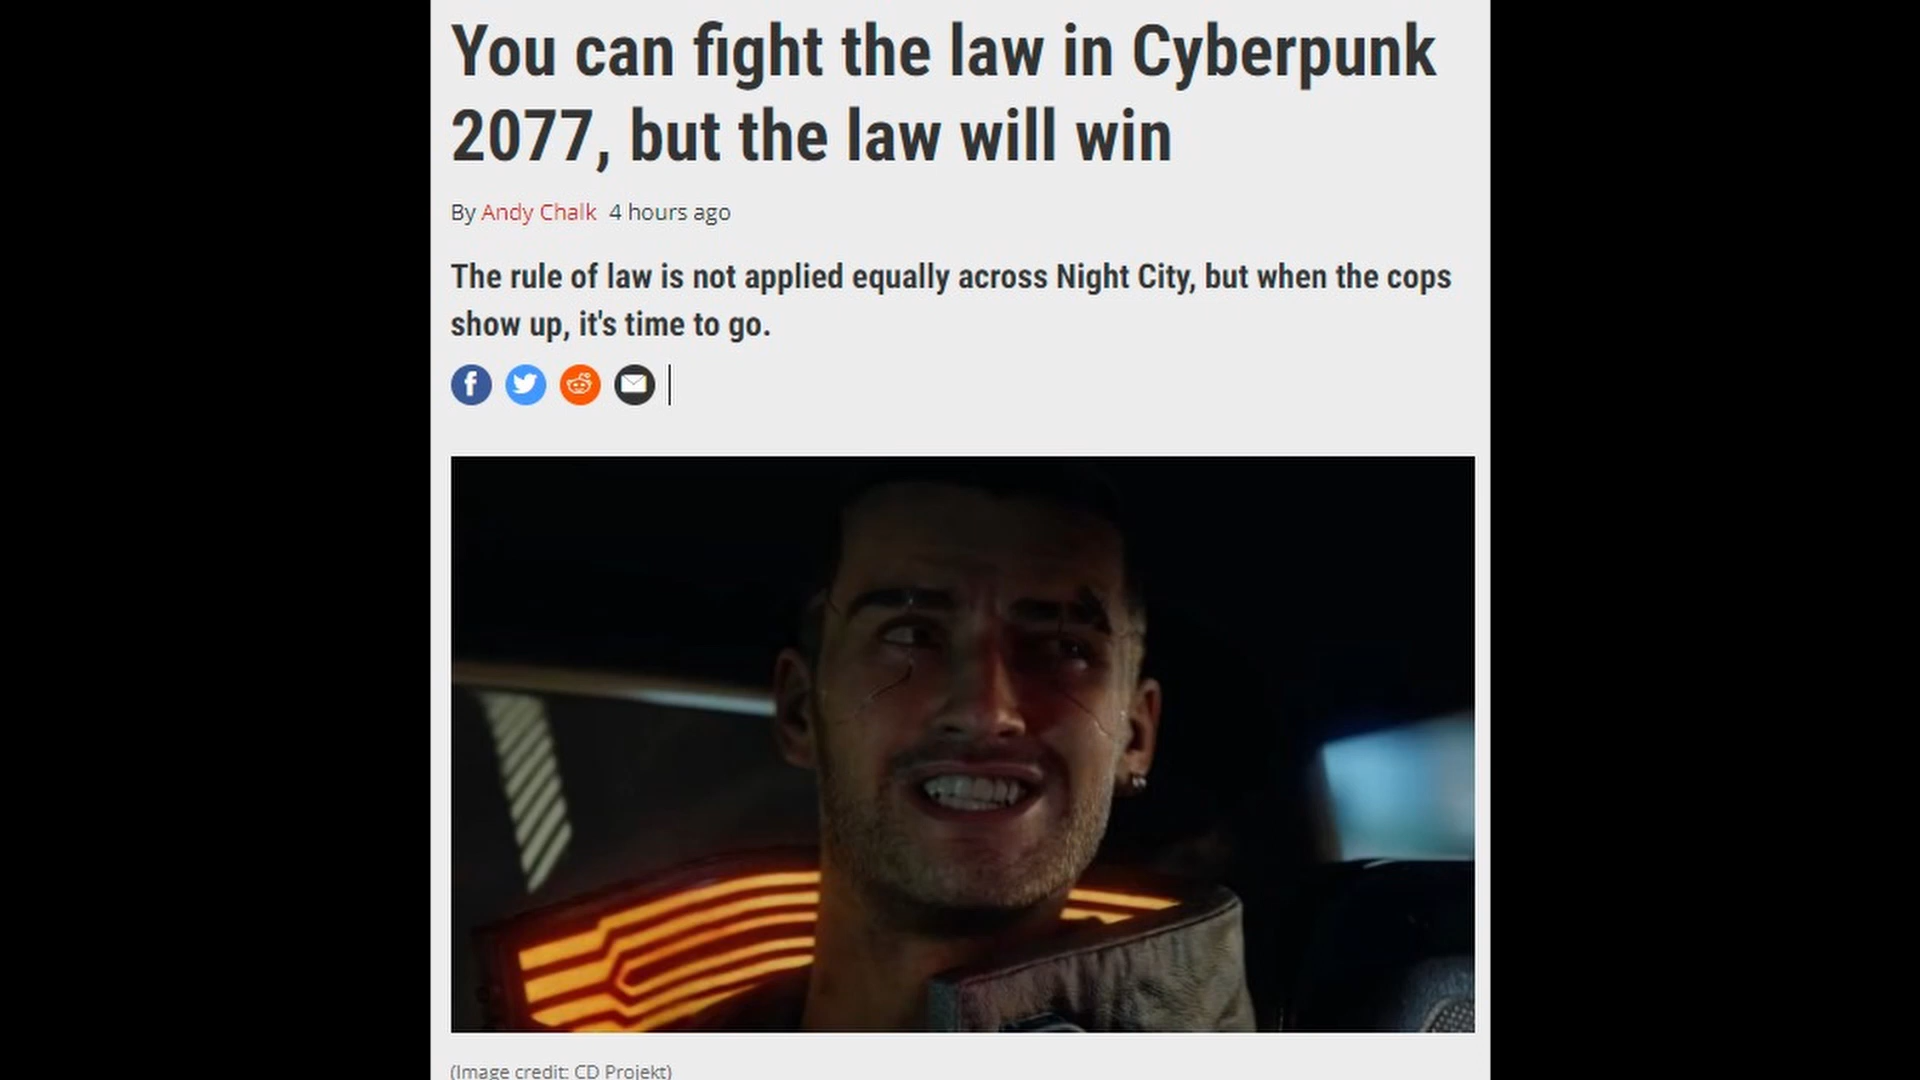 You can fight the law in Cyberpunk
2077, but the law will win
By Andy Chalk 4 hours ago
The rule of law is not applied equally across Night City, but when the cops
show up, it's time to go.
(Image credit: CD Projekt)